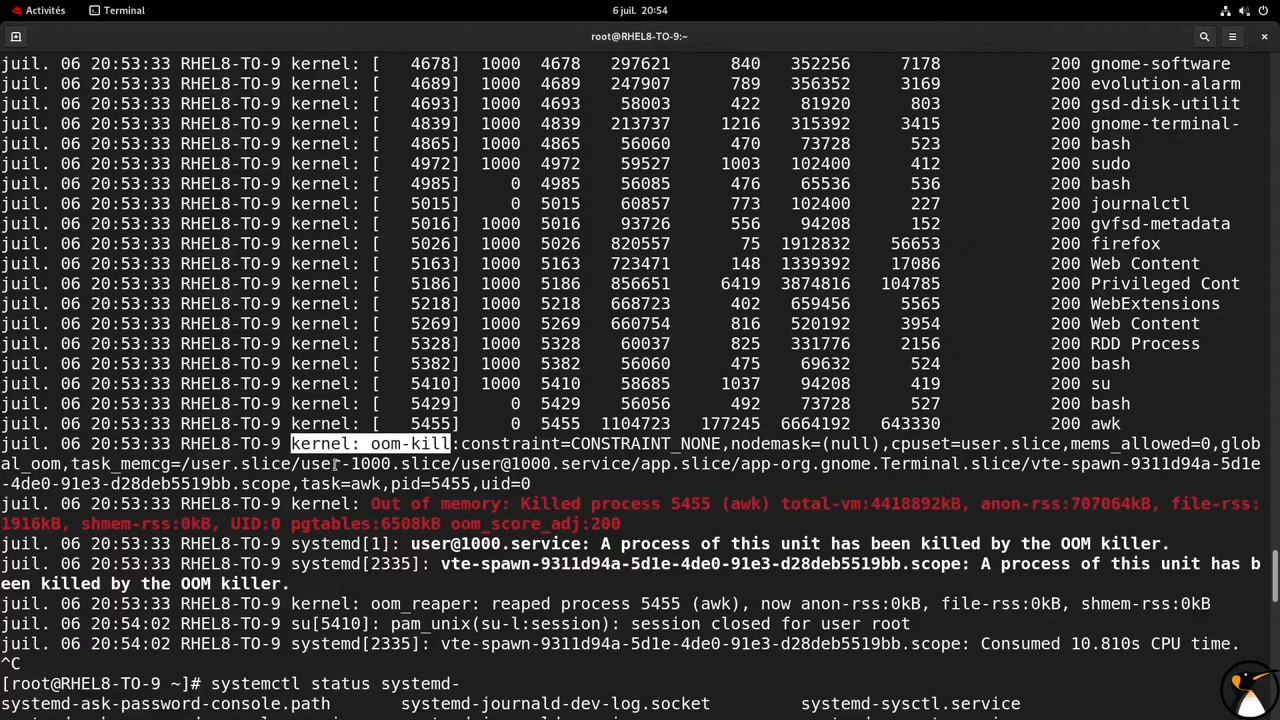 Activités Terminal 6 juil. 20:54
root@RHEL8-TO-9:~
juil. 06 20:53:33 RHEL8-TO-9 kernel: [ 4678] 1000 4678 297621 840 352256 7178 200 gnome-software
juil. 06 20:53:33 RHEL8-TO-9 kernel: [ 4689] 1000 4689 247907 789 356352 3169 200 evolution-alarm
juil. 06 20:53:33 RHEL8-TO-9 kernel: [ 4693] 1000 4693 58003 422 81920 803 200 gsd-disk-utilit
juil. 06 20:53:33 RHEL8-TO-9 kernel: [ 4839] 1000 4839 213737 1216 315392 3415 200 gnome-terminal-
juil. 06 20:53:33 RHEL8-TO-9 kernel: [ 4865] 1000 4865 56060 470 73728 523 200 bash
juil. 06 20:53:33 RHEL8-TO-9 kernel: [ 4972] 1000 4972 59527 1003 102400 412 200 sudo
juil. 06 20:53:33 RHEL8-TO-9 kernel: [ 4985] 0 4985 56085 476 65536 536 200 bash
juil. 06 20:53:33 RHEL8-TO-9 kernel: [ 5015] 0 5015 60857 773 102400 227 200 journalctl
juil. 06 20:53:33 RHEL8-TO-9 kernel: [ 5016] 1000 5016 93726 556 94208 152 200 gvfsd-metadata
juil. 06 20:53:33 RHEL8-TO-9 kernel: [ 5026] 1000 5026 820557 75 1912832 56653 200 firefox
juil. 06 20:53:33 RHEL8-TO-9 kernel: [ 5163] 1000 5163 723471 148 1339392 17086 200 Web Content
juil. 06 20:53:33 RHEL8-TO-9 kernel: [ 5186] 1000 5186 856651 6419 3874816 104785 200 Privileged Cont
juil. 06 20:53:33 RHEL8-TO-9 kernel: [ 5218] 1000 5218 668723 402 659456 5565 200 WebExtensions
juil. 06 20:53:33 RHEL8-TO-9 kernel: [ 5269] 1000 5269 660754 816 520192 3954 200 Web Content
juil. 06 20:53:33 RHEL8-TO-9 kernel: [ 5328] 1000 5328 60037 825 331776 2156 200 RDD Process
juil. 06 20:53:33 RHEL8-TO-9 kernel: [ 5382] 1000 5382 56060 475 69632 524 200 bash
juil. 06 20:53:33 RHEL8-TO-9 kernel: [ 5410] 1000 5410 58685 1037 94208 419 200 su
juil. 06 20:53:33 RHEL8-TO-9 kernel: [ 5429] 0 5429 56056 492 73728 527 200 bash
juil. 06 20:53:33 RHEL8-TO-9 kernel: [ 5455] 0 5455 1104723 177245 6664192 643330 200 awk
juil. 06 20:53:33 RHEL8-TO-9 kernel: oom-kill:constraint=CONSTRAINT_NONE,nodemask=(null),cpuset=user.slice,mems_allowed=0,glob
al_oom,task_memcg=/user.slice/user-1000.slice/user@1000.service/app.slice/app-org.gnome.Terminal.slice/vte-spawn-9311d94a-5d1e
-4de0-91e3-d28deb5519bb.scope,task=awk,pid=5455,uid=0
juil. 06 20:53:33 RHEL8-TO-9 kernel: Out of memory: Killed process 5455 (awk) total-vm:4418892kB, anon-rss:707064kB, file-rss:
1916kB, shmem-rss:0kB, UID:0 pgtables:6508kB oom_score_adj:200
juil. 06 20:53:33 RHEL8-TO-9 systemd[1]: user@1000.service: A process of this unit has been killed by the OOM killer.
juil. 06 20:53:33 RHEL8-TO-9 systemd[2335]: vte-spawn-9311d94a-5d1e-4de0-91e3-d28deb5519bb.scope: A process of this unit has b
een killed by the OOM killer.
juil. 06 20:53:33 RHEL8-TO-9 kernel: oom_reaper: reaped process 5455 (awk), now anon-rss:0kB, file-rss:0kB, shmem-rss:0kB
juil. 06 20:54:02 RHEL8-TO-9 su[5410]: pam_unix(su-l:session): session closed for user root
juil. 06 20:54:02 RHEL8-TO-9 systemd[2335]: vte-spawn-9311d94a-5d1e-4de0-91e3-d28deb5519bb.scope: Consumed 10.810s CPU time.
^C
[root@RHEL8-TO-9 ~]# systemctl status systemd-
systemd-ask-password-console.path systemd-journald-dev-log.socket systemd-sysctl.service